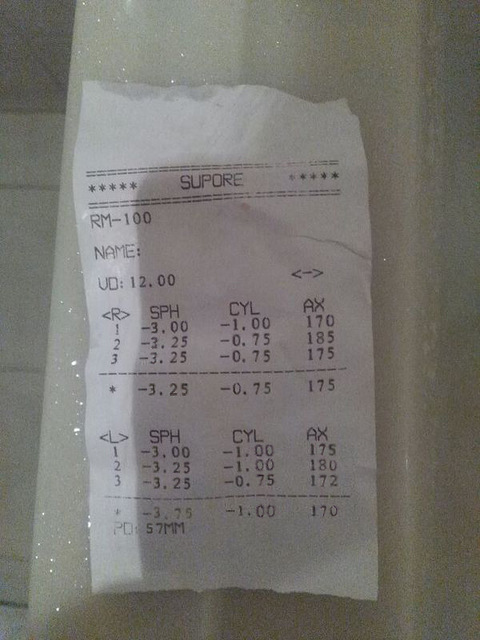 ***** SUPORE *****
RM-100
NAME:
VD: 12.00 <->
<R> SPH CYL AX
1 -3.00 -1.00 170
2 -3.25 -0.75 185
3 -3.25 -0.75 175
* -3.25 -0.75 175
<L> SPH CYL AX
1 -3.00 -1.00 175
2 -3.25 -1.00 180
3 -3.25 -0.75 172
* -3.75 -1.00 170
PD: 57MM